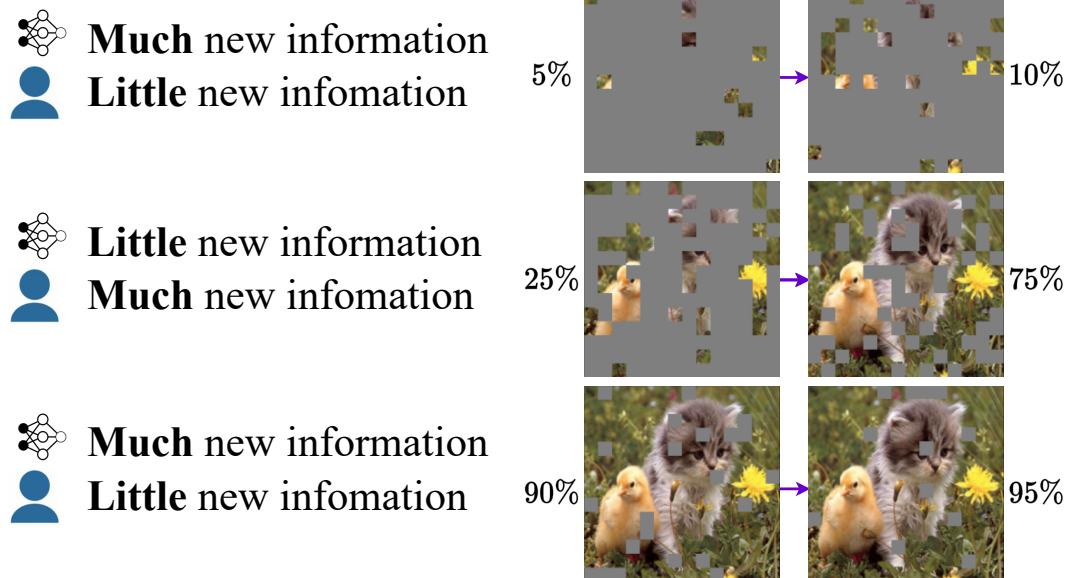 Much new information
Little new infomation
5%
10%
Little new information
Much new infomation
25%
75%
Much new information
Little new infomation
90%
95%